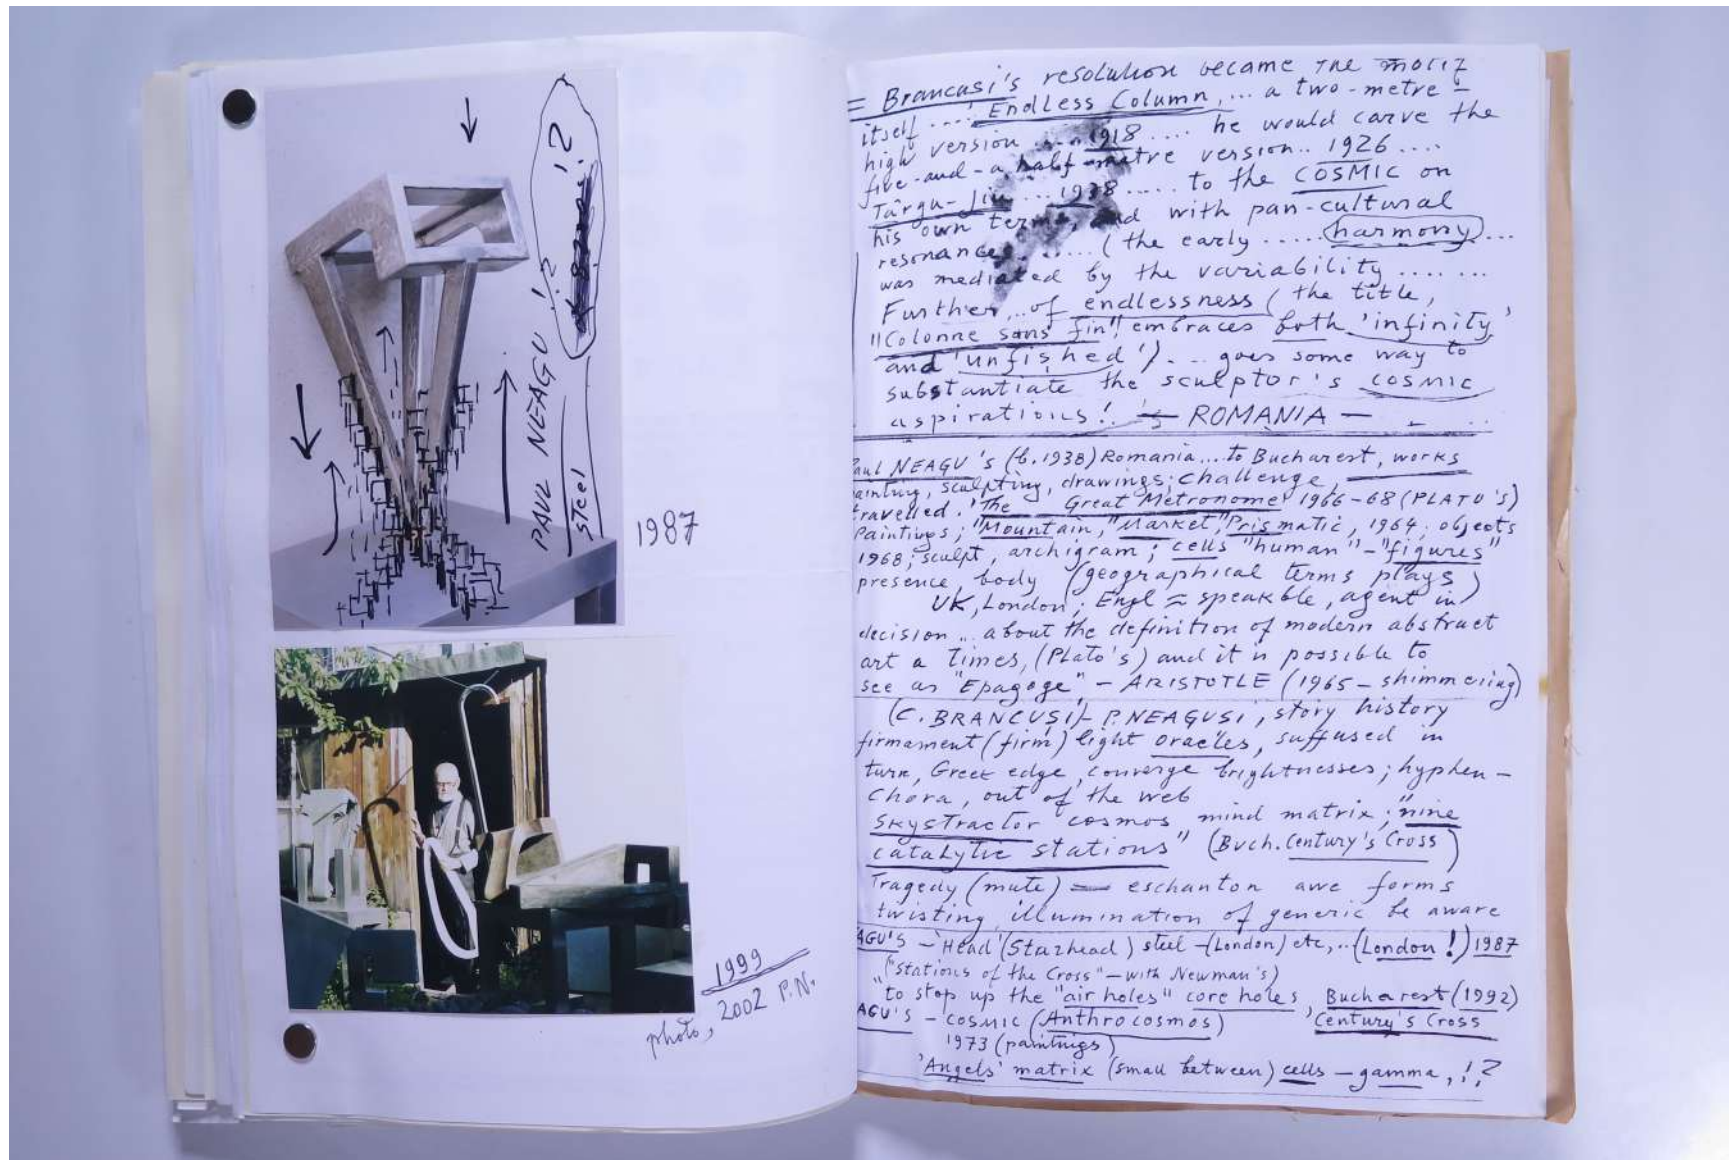 PAUL NEAGU !?
steel
!?
1987
1999
photo, 2002 P.N.
= Brancusi's resolution became the motif
itself ....: Endless Column, ... a two-metre-
high version .... 1918 .... he would carve the
five-and-a half-metre version.. 1926 ....
Târgu-Jiu .... 1938 ..... to the COSMIC on
his own terms, and with pan-cultural
resonances. ..... (the early ..... harmony) ...
was mediated by the variability .... ...
Further, .. of endlessness (the title,
"Colonne sans fin", embraces both 'infinity'
and 'unfished'). .. goes some way to
substantiate the sculptor's cosmic
aspirations! — ROMANIA —
Paul NEAGU's (b.1938) Romania....to Bucharest, works
painting, sculpting, drawings; challenge,
travelled. 'The Great Metronome' 1966-68 (PLATO'S)
Paintings; "Mountain," "Market," Prismatic, 1964; objects
1968; sculpt, archigram; cells "human"-"figures"
presence, body (geographical terms plays)
UK, London; Engl ≈ speakble, agent in)
decision .. about the definition of modern abstract
art a times, (Plato's) and it is possible to
see as "Epagoge" - ARISTOTLE (1965 - shimmering)
(C. BRANCUȘI)- P.NEAGUSI, story history
firmament (firm) light oracles, suffused in
turn, Greek edge, converge brightnesses; hyphen-
Chora, out of the web
SkysTractor cosmos mind matrix; "nine
catalytic stations" (Buch. Century's Cross)
Tragedy (mute) = eschanton awe forms
twisting illumination of generic be aware
AGU'S - 'Head' (Starhead) steel -(London) etc,..(London!) 1987
("Stations of the Cross" - with Newman's)
"to stop up the "air holes" core holes, Bucharest (1992)
AGU'S - COSMIC (Anthrocosmos) Century's Cross
1973 (paintings)
'Angels' matrix (small between) cells - gamma, !?